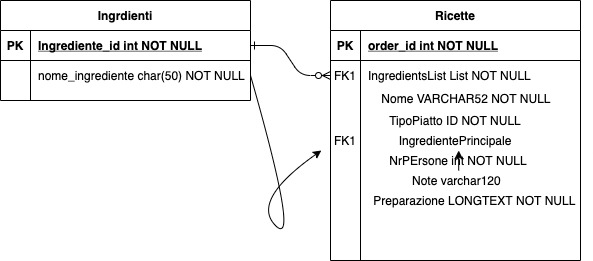 Ingrdienti
PK Ingrediente_id int NOT NULL
nome_ingrediente char(50) NOT NULL
Ricette
PK order_id int NOT NULL
FK1 IngredientsList List NOT NULL
Nome VARCHAR52 NOT NULL
TipoPiatto ID NOT NULL
FK1 IngredientePrincipale
NrPErsone int NOT NULL
Note varchar120
Preparazione LONGTEXT NOT NULL